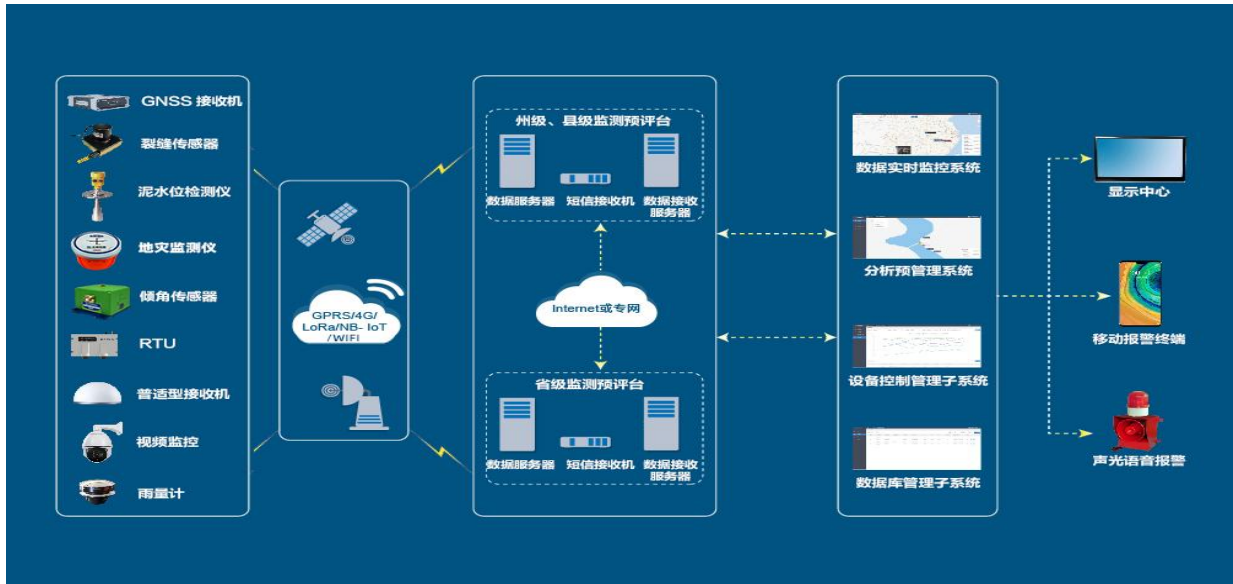 GNSS 接收机
裂缝传感器
泥水位检测仪
地灾监测仪
倾角传感器
RTU
普适型接收机
视频监控
雨量计
GPRS/4G/
LoRa/NB- IoT
/WIFI
州级、县级监测预评台
数据服务器
短信接收机
数据接收
服务器
Internet或专网
省级监测预评台
数据服务器
短信接收机
数据接收
服务器
数据实时监控系统
分析预管理系统
设备控制管理子系统
数据库管理子系统
显示中心
移动报警终端
声光语音报警